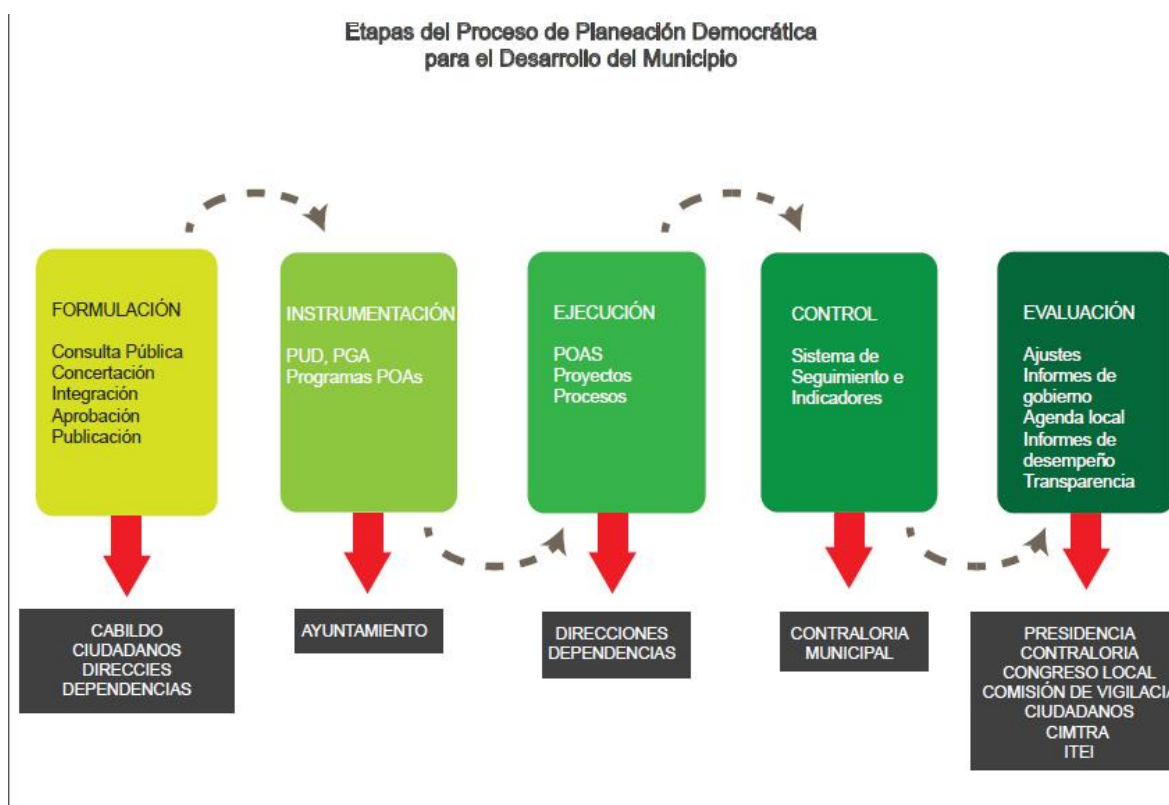 Etapas del Proceso de Planeación Democrática
para el Desarrollo del Municipio
FORMULACIÓN
Consulta Pública
Concertación
Integración
Aprobación
Publicación
INSTRUMENTACIÓN
PUD, PGA
Programas POAs
EJECUCIÓN
POAS
Proyectos
Procesos
CONTROL
Sistema de
Seguimiento e
Indicadores
EVALUACIÓN
Ajustes
Informes de
gobierno
Agenda local
Informes de
desempeño
Transparencia
CABILDO
CIUDADANOS
DIRECCIES
DEPENDENCIAS
AYUNTAMIENTO
DIRECCIONES
DEPENDENCIAS
CONTRALORIA
MUNICIPAL
PRESIDENCIA
CONTRALORIA
CONGRESO LOCAL
COMISIÓN DE VIGILACIA
CIUDADANOS
CIMTRA
ITEI